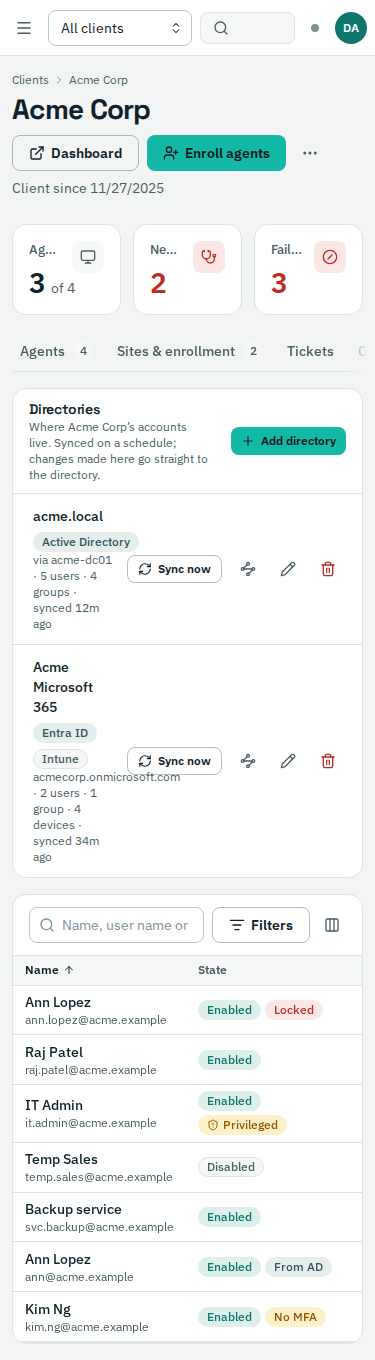 All clients
DA
Clients > Acme Corp
Acme Corp
Dashboard
Enroll agents
Client since 11/27/2025
Ag...
3 of 4
Ne...
2
Fail...
3
Agents 4
Sites & enrollment 2
Tickets
Directories
Where Acme Corp's accounts
live. Synced on a schedule;
changes made here go straight to
the directory.
Add directory
acme.local
Active Directory
via acme-dc01
· 5 users · 4
groups ·
synced 12m
ago
Sync now
Acme
Microsoft
365
Entra ID
Intune
acmecorp.onmicrosoft.com
· 2 users · 1
group · 4
devices ·
synced 34m
ago
Sync now
Name, user name or
Filters
Name ↑ State
Ann Lopez
ann.lopez@acme.example
Enabled Locked
Raj Patel
raj.patel@acme.example
Enabled
IT Admin
it.admin@acme.example
Enabled
Privileged
Temp Sales
temp.sales@acme.example
Disabled
Backup service
svc.backup@acme.example
Enabled
Ann Lopez
ann@acme.example
Enabled From AD
Kim Ng
kim.ng@acme.example
Enabled No MFA